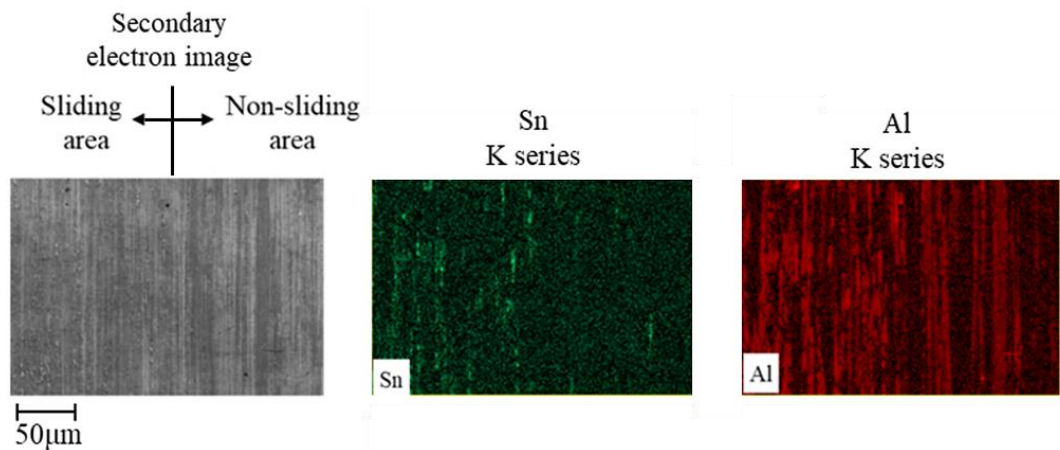 Secondary
electron image
Sliding
area
Non-sliding
area
Sn
K series
Al
K series
Sn
Al
50μm